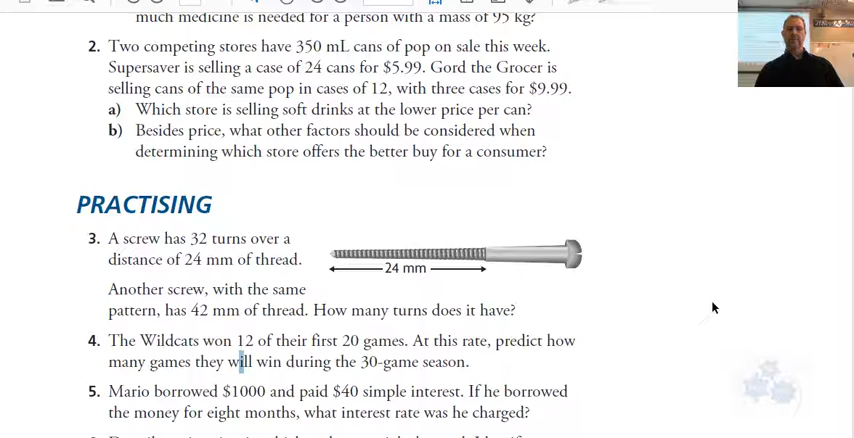 much medicine is needed for a person with a mass of 95 kg?
2. Two competing stores have 350 mL cans of pop on sale this week.
Supersaver is selling a case of 24 cans for $5.99. Gord the Grocer is
selling cans of the same pop in cases of 12, with three cases for $9.99.
a) Which store is selling soft drinks at the lower price per can?
b) Besides price, what other factors should be considered when
determining which store offers the better buy for a consumer?
PRACTISING
3. A screw has 32 turns over a
distance of 24 mm of thread.
24 mm
Another screw, with the same
pattern, has 42 mm of thread. How many turns does it have?
4. The Wildcats won 12 of their first 20 games. At this rate, predict how
many games they will win during the 30-game season.
5. Mario borrowed $1000 and paid $40 simple interest. If he borrowed
the money for eight months, what interest rate was he charged?